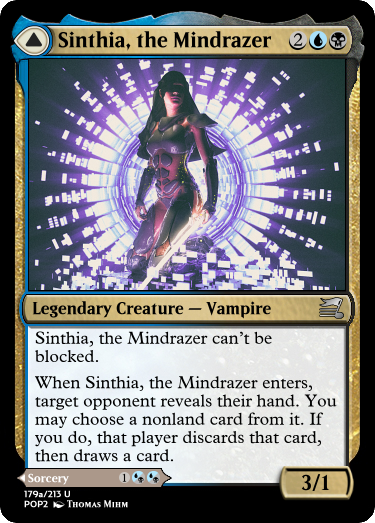 Sinthia, the Mindrazer 2
Legendary Creature — Vampire
Sinthia, the Mindrazer can't be
blocked.
When Sinthia, the Mindrazer enters,
target opponent reveals their hand. You
may choose a nonland card from it. If
you do, that player discards that card,
then draws a card.
Sorcery 1
3/1
179a/213 U
POP2 Thomas Mihm